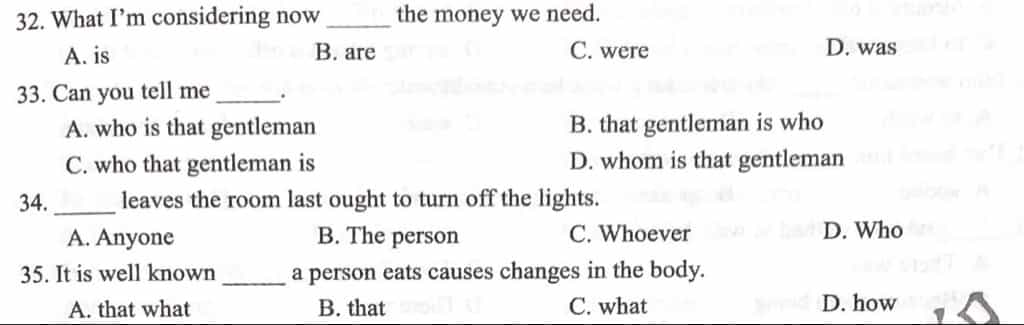 32. What I'm considering now ______ the money we need.
A. is B. are C. were D. was
33. Can you tell me ______.
A. who is that gentleman B. that gentleman is who
C. who that gentleman is D. whom is that gentleman
34. ______ leaves the room last ought to turn off the lights.
A. Anyone B. The person C. Whoever D. Who
35. It is well known ______ a person eats causes changes in the body.
A. that what B. that C. what D. how